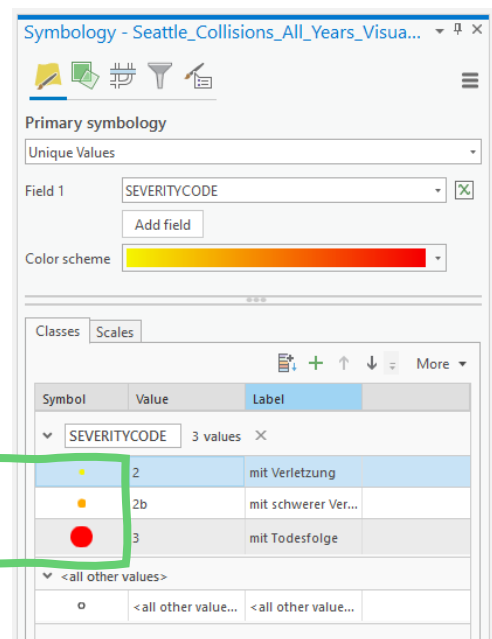 Symbology - Seattle_Collisions_All_Years_Visua...
Primary symbology
Unique Values
Field 1 SEVERITYCODE
Add field
Color scheme
Classes Scales
More
Symbol Value Label
SEVERITYCODE 3 values
2 mit Verletzung
2b mit schwerer Ver...
3 mit Todesfolge
<all other values>
<all other value... <all other value...